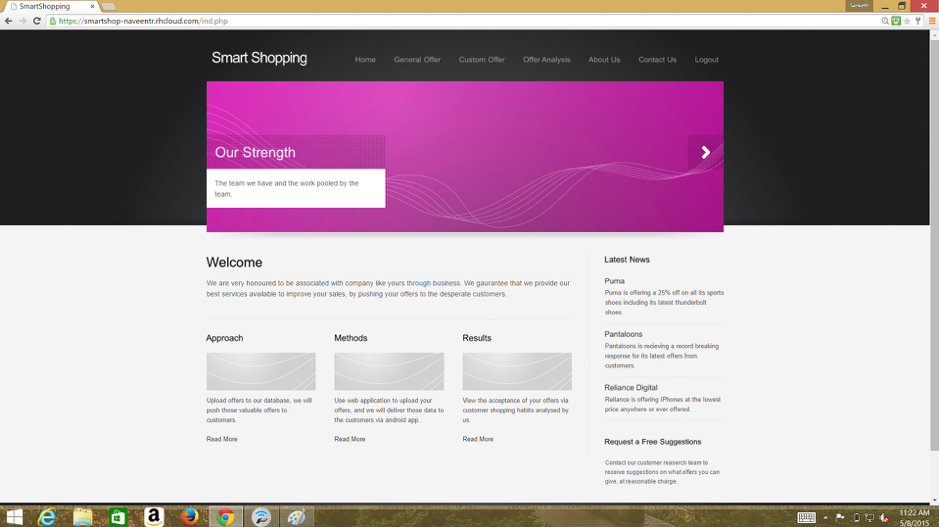 SmartShopping
Sanketh
https://smartshop-naveentr.rhcloud.com/ind.php
Smart Shopping
Home General Offer Custom Offer Offer Analysis About Us Contact Us Logout
Our Strength
The team we have and the work pooled by the
team.
Welcome
We are very honoured to be associated with company like yours through business. We gaurantee that we provide our
best services available to improve your sales, by pushing your offers to the desperate customers.
Approach
Upload offers to our database, we will
push those valuable offers to
customers.
Read More
Methods
Use web application to upload your
offers, and we will deliver those data to
the customers via android app..
Read More
Results
View the acceptance of your offers via
customer shopping habits analysed by
us.
Read More
Latest News
Puma
Puma is offering a 25% off on all its sports
shoes including its latest thunderbolt
shoes.
Pantaloons
Pantaloons is recieving a record breaking
response for its latest offers from
customers.
Reliance Digital
Reliance is offering IPhones at the lowest
price anywhere or ever offered.
Request a Free Suggestions
Contact our customer reaserch team to
receive suggestions on what offers you can
give, at reasonable charge.
11:22 AM
5/8/2015